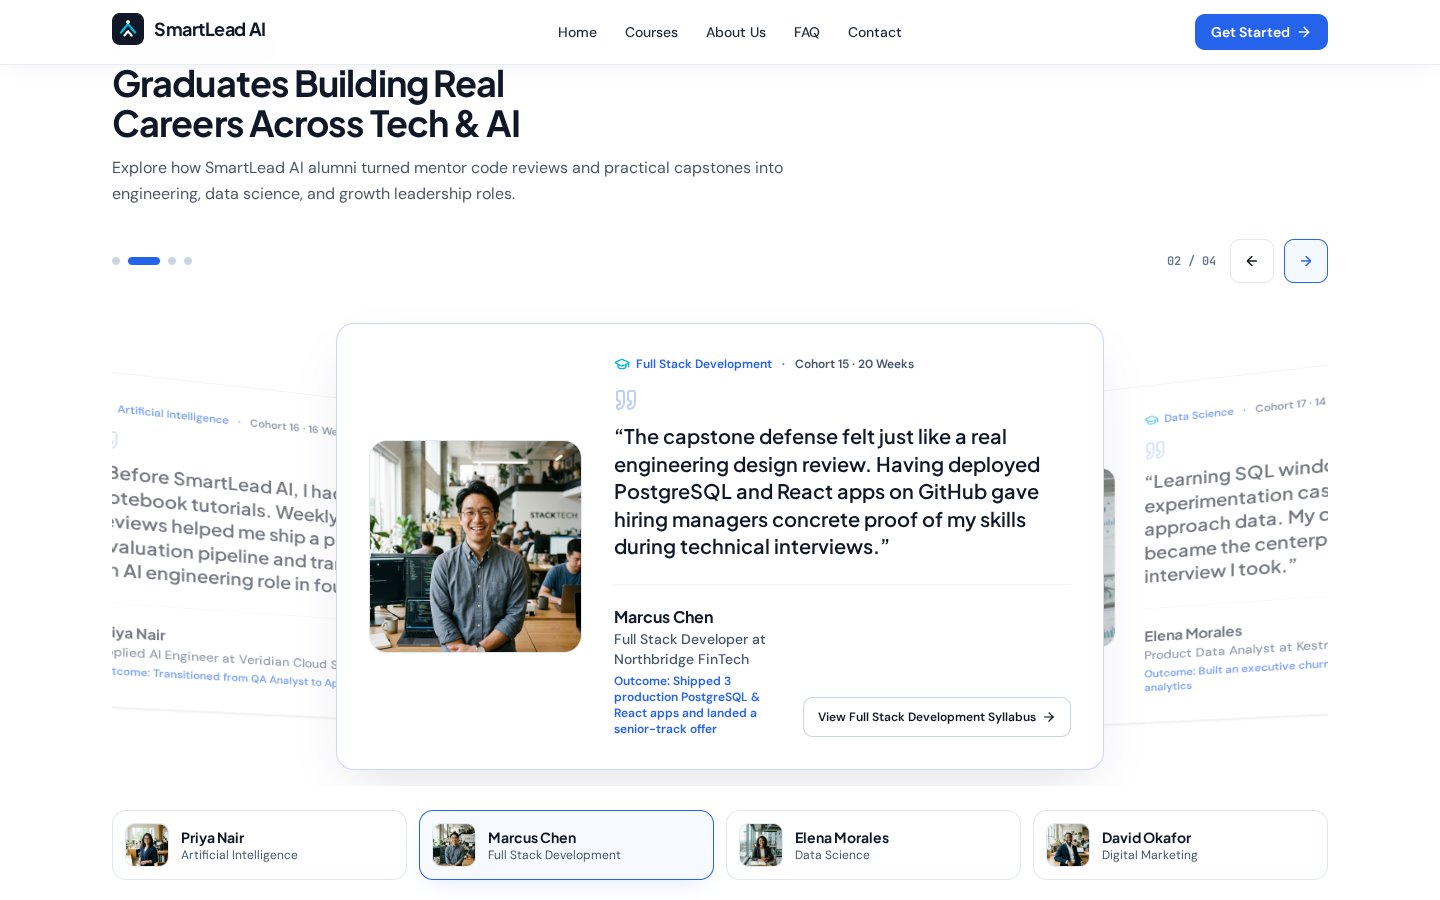 SmartLead AI
Home
Courses
About Us
FAQ
Contact
Get Started
Graduates Building Real
Careers Across Tech & AI
Explore how SmartLead AI alumni turned mentor code reviews and practical capstones into
engineering, data science, and growth leadership roles.
02 / 04
Artificial Intelligence · Cohort 16 · 16 We
Before SmartLead AI, I had
otebook tutorials. Weekly
eviews helped me ship a p
valuation pipeline and tra
n AI engineering role in fou
iya Nair
plied AI Engineer at Veridian Cloud S
tcome: Transitioned from QA Analyst to Ap
Full Stack Development · Cohort 15 · 20 Weeks
“The capstone defense felt just like a real
engineering design review. Having deployed
PostgreSQL and React apps on GitHub gave
hiring managers concrete proof of my skills
during technical interviews.”
STACKTECH
Marcus Chen
Full Stack Developer at
Northbridge FinTech
Outcome: Shipped 3
production PostgreSQL &
React apps and landed a
senior-track offer
View Full Stack Development Syllabus
Data Science · Cohort 17 · 14
“Learning SQL windo
experimentation cas
approach data. My c
became the centerp
interview I took.”
Elena Morales
Product Data Analyst at Kestr
Outcome: Built an executive churn
analytics
Priya Nair
Artificial Intelligence
Marcus Chen
Full Stack Development
Elena Morales
Data Science
David Okafor
Digital Marketing